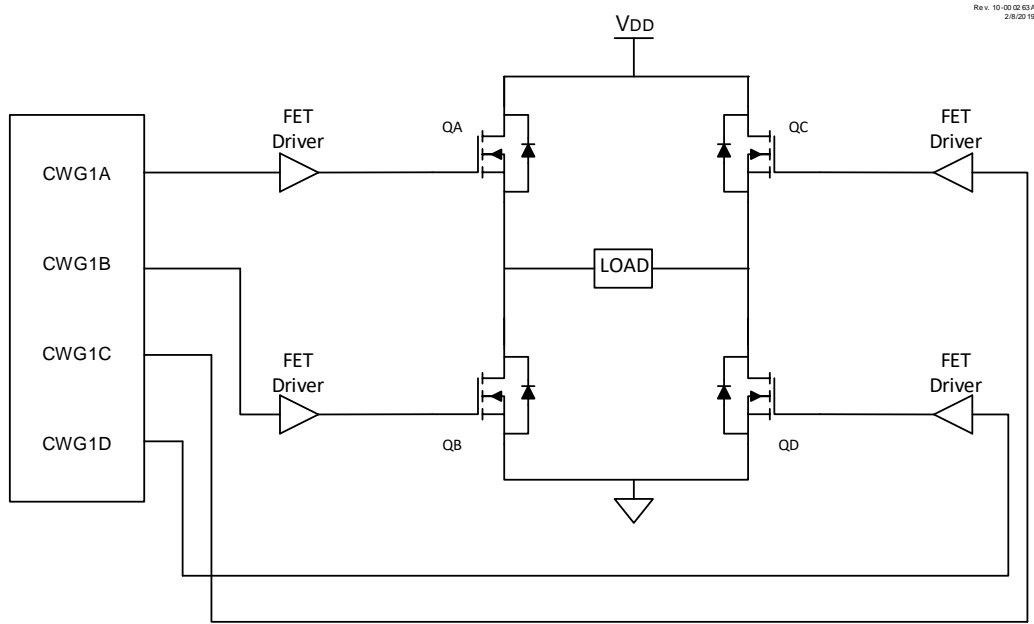 Rev. 10-000263A
2/8/2019
VDD
FET
Driver
QA
QC
FET
Driver
CWG1A
CWG1B
LOAD
CWG1C
FET
Driver
FET
Driver
CWG1D
QB
QD